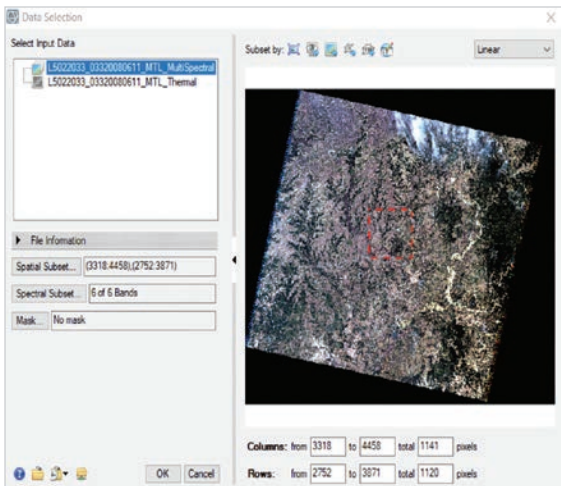 Data Selection
Select Input Data
L5022033_03320080611_MTL_MultiSpectral
L5022033_03320080611_MTL_Thermal
File Information
Spatial Subset... (3318:4458),(2752:3871)
Spectral Subset... 6 of 6 Bands
Mask... No mask
OK Cancel
Subset by: Linear
Columns: from 3318 to 4458 total 1141 pixels
Rows: from 2752 to 3871 total 1120 pixels